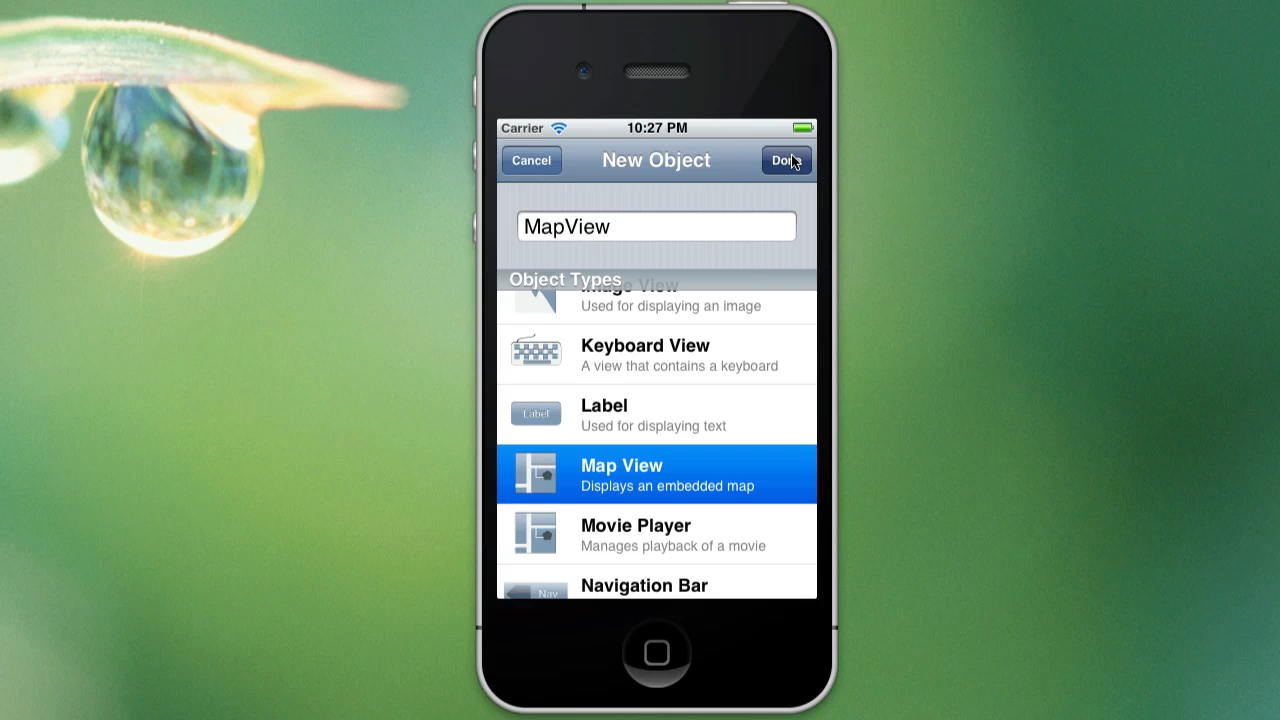 Carrier 10:27 PM
Cancel New Object Done
MapView
Object Types
Image View
Used for displaying an image
Keyboard View
A view that contains a keyboard
Label
Label
Used for displaying text
Map View
Displays an embedded map
Movie Player
Manages playback of a movie
Nav
Navigation Bar